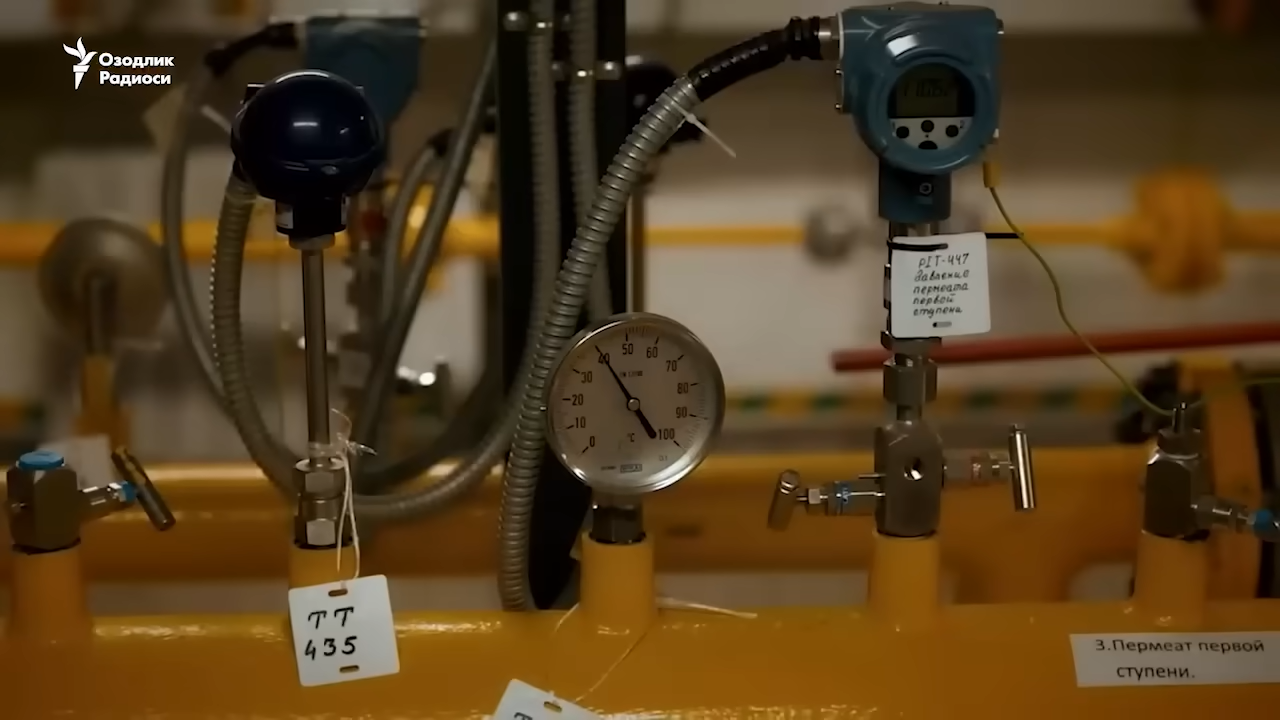 Озодлик
Радиоси
PIT-447
давление
пермеата
первой
ступени
50
40
60
30
70
20
80
10
90
0
°C
100
TT
435
3.Пермеат первой
ступени.